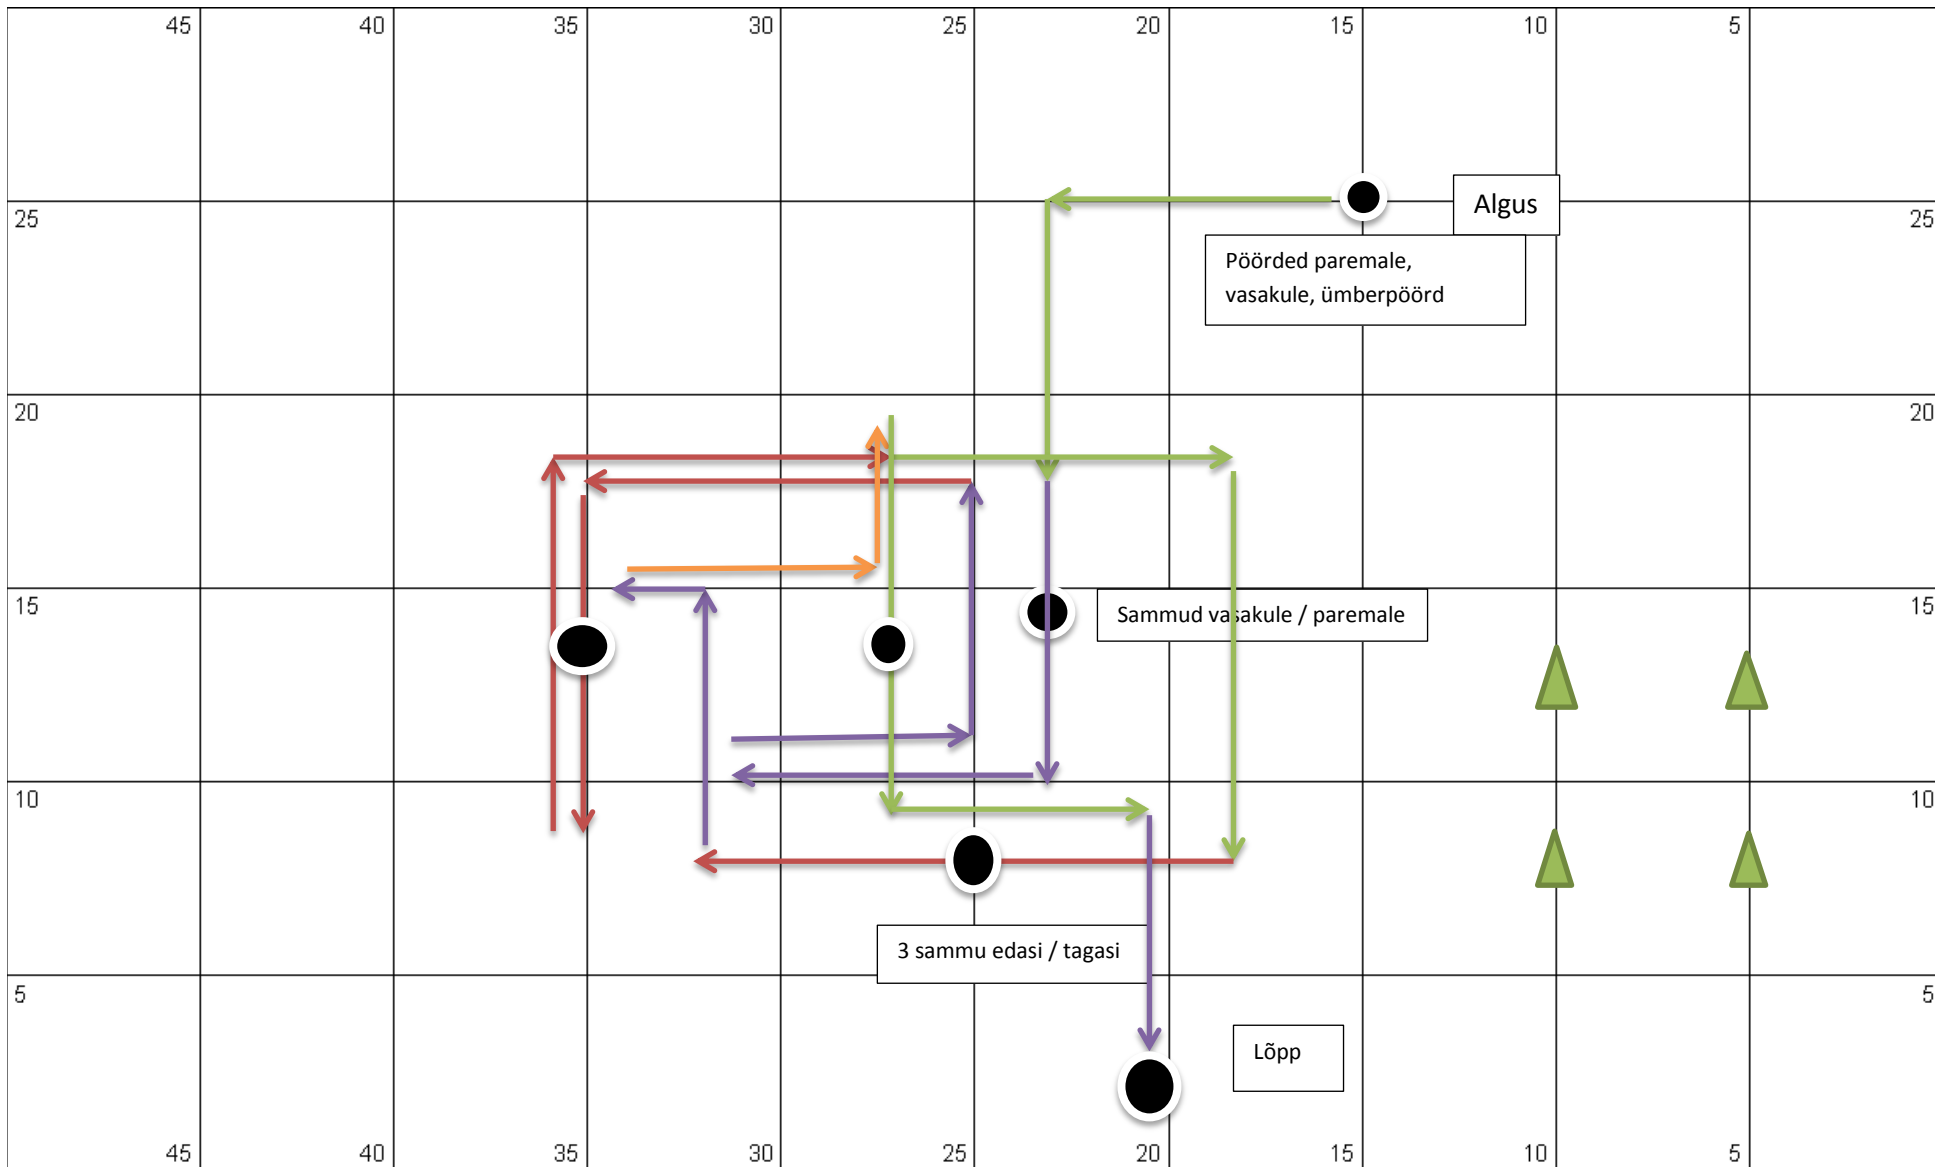 45 40 35 30 25 20 15 10 5
Algus
25 25
Pöörded paremale,
vasakule, ümberpöörd
20 20
15 15
Sammud vasakule / paremale
10 10
3 sammu edasi / tagasi
5 5
Lõpp
45 40 35 30 25 20 15 10 5